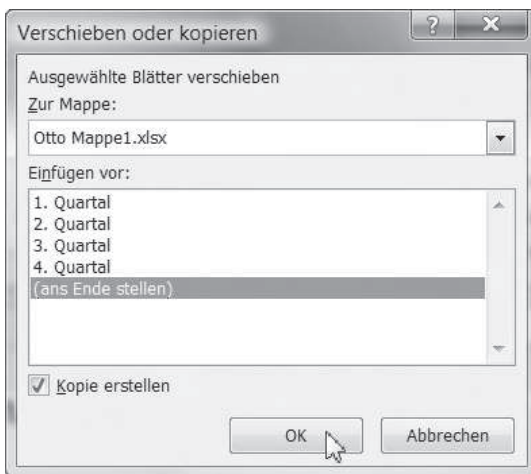 Verschieben oder kopieren
Ausgewählte Blätter verschieben
Zur Mappe:
Otto Mappe1.xlsx
Einfügen vor:
1. Quartal
2. Quartal
3. Quartal
4. Quartal
(ans Ende stellen)
Kopie erstellen
OK Abbrechen